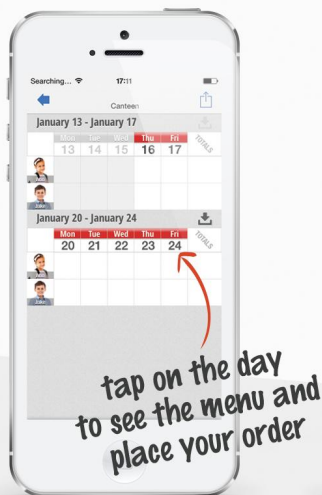 Searching... 17:11
Canteen
January 13 - January 17
Mon Tue Wed Thu Fri TOTALS
13 14 15 16 17
January 20 - January 24
Mon Tue Wed Thu Fri TOTALS
20 21 22 23 24
tap on the day
to see the menu and
place your order